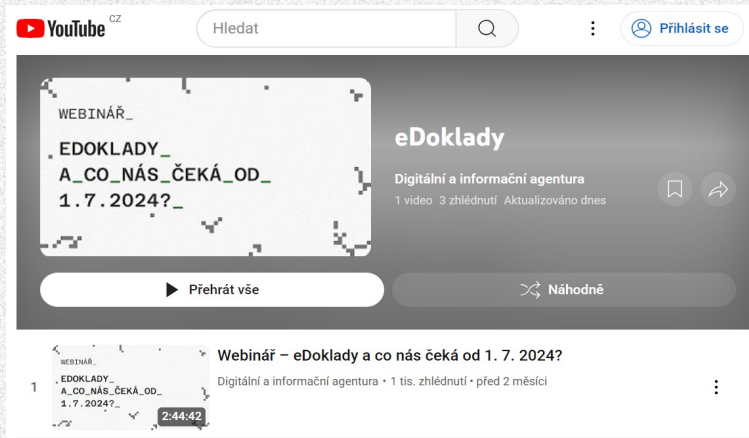 YouTube CZ
Hledat
Přihlásit se
WEBINÁŘ_
EDOKLADY_
A_CO_NÁS_ČEKÁ_OD_
1.7.2024?_
eDoklady
Digitální a informační agentura
1 video 3 zhlédnutí Aktualizováno dnes
Přehrát vše
Náhodně
1
WEBINÁŘ_
EDOKLADY_
A_CO_NÁS_ČEKÁ_OD_
1.7.2024?_
2:44:42
Webinář – eDoklady a co nás čeká od 1. 7. 2024?
Digitální a informační agentura • 1 tis. zhlédnutí • před 2 měsíci